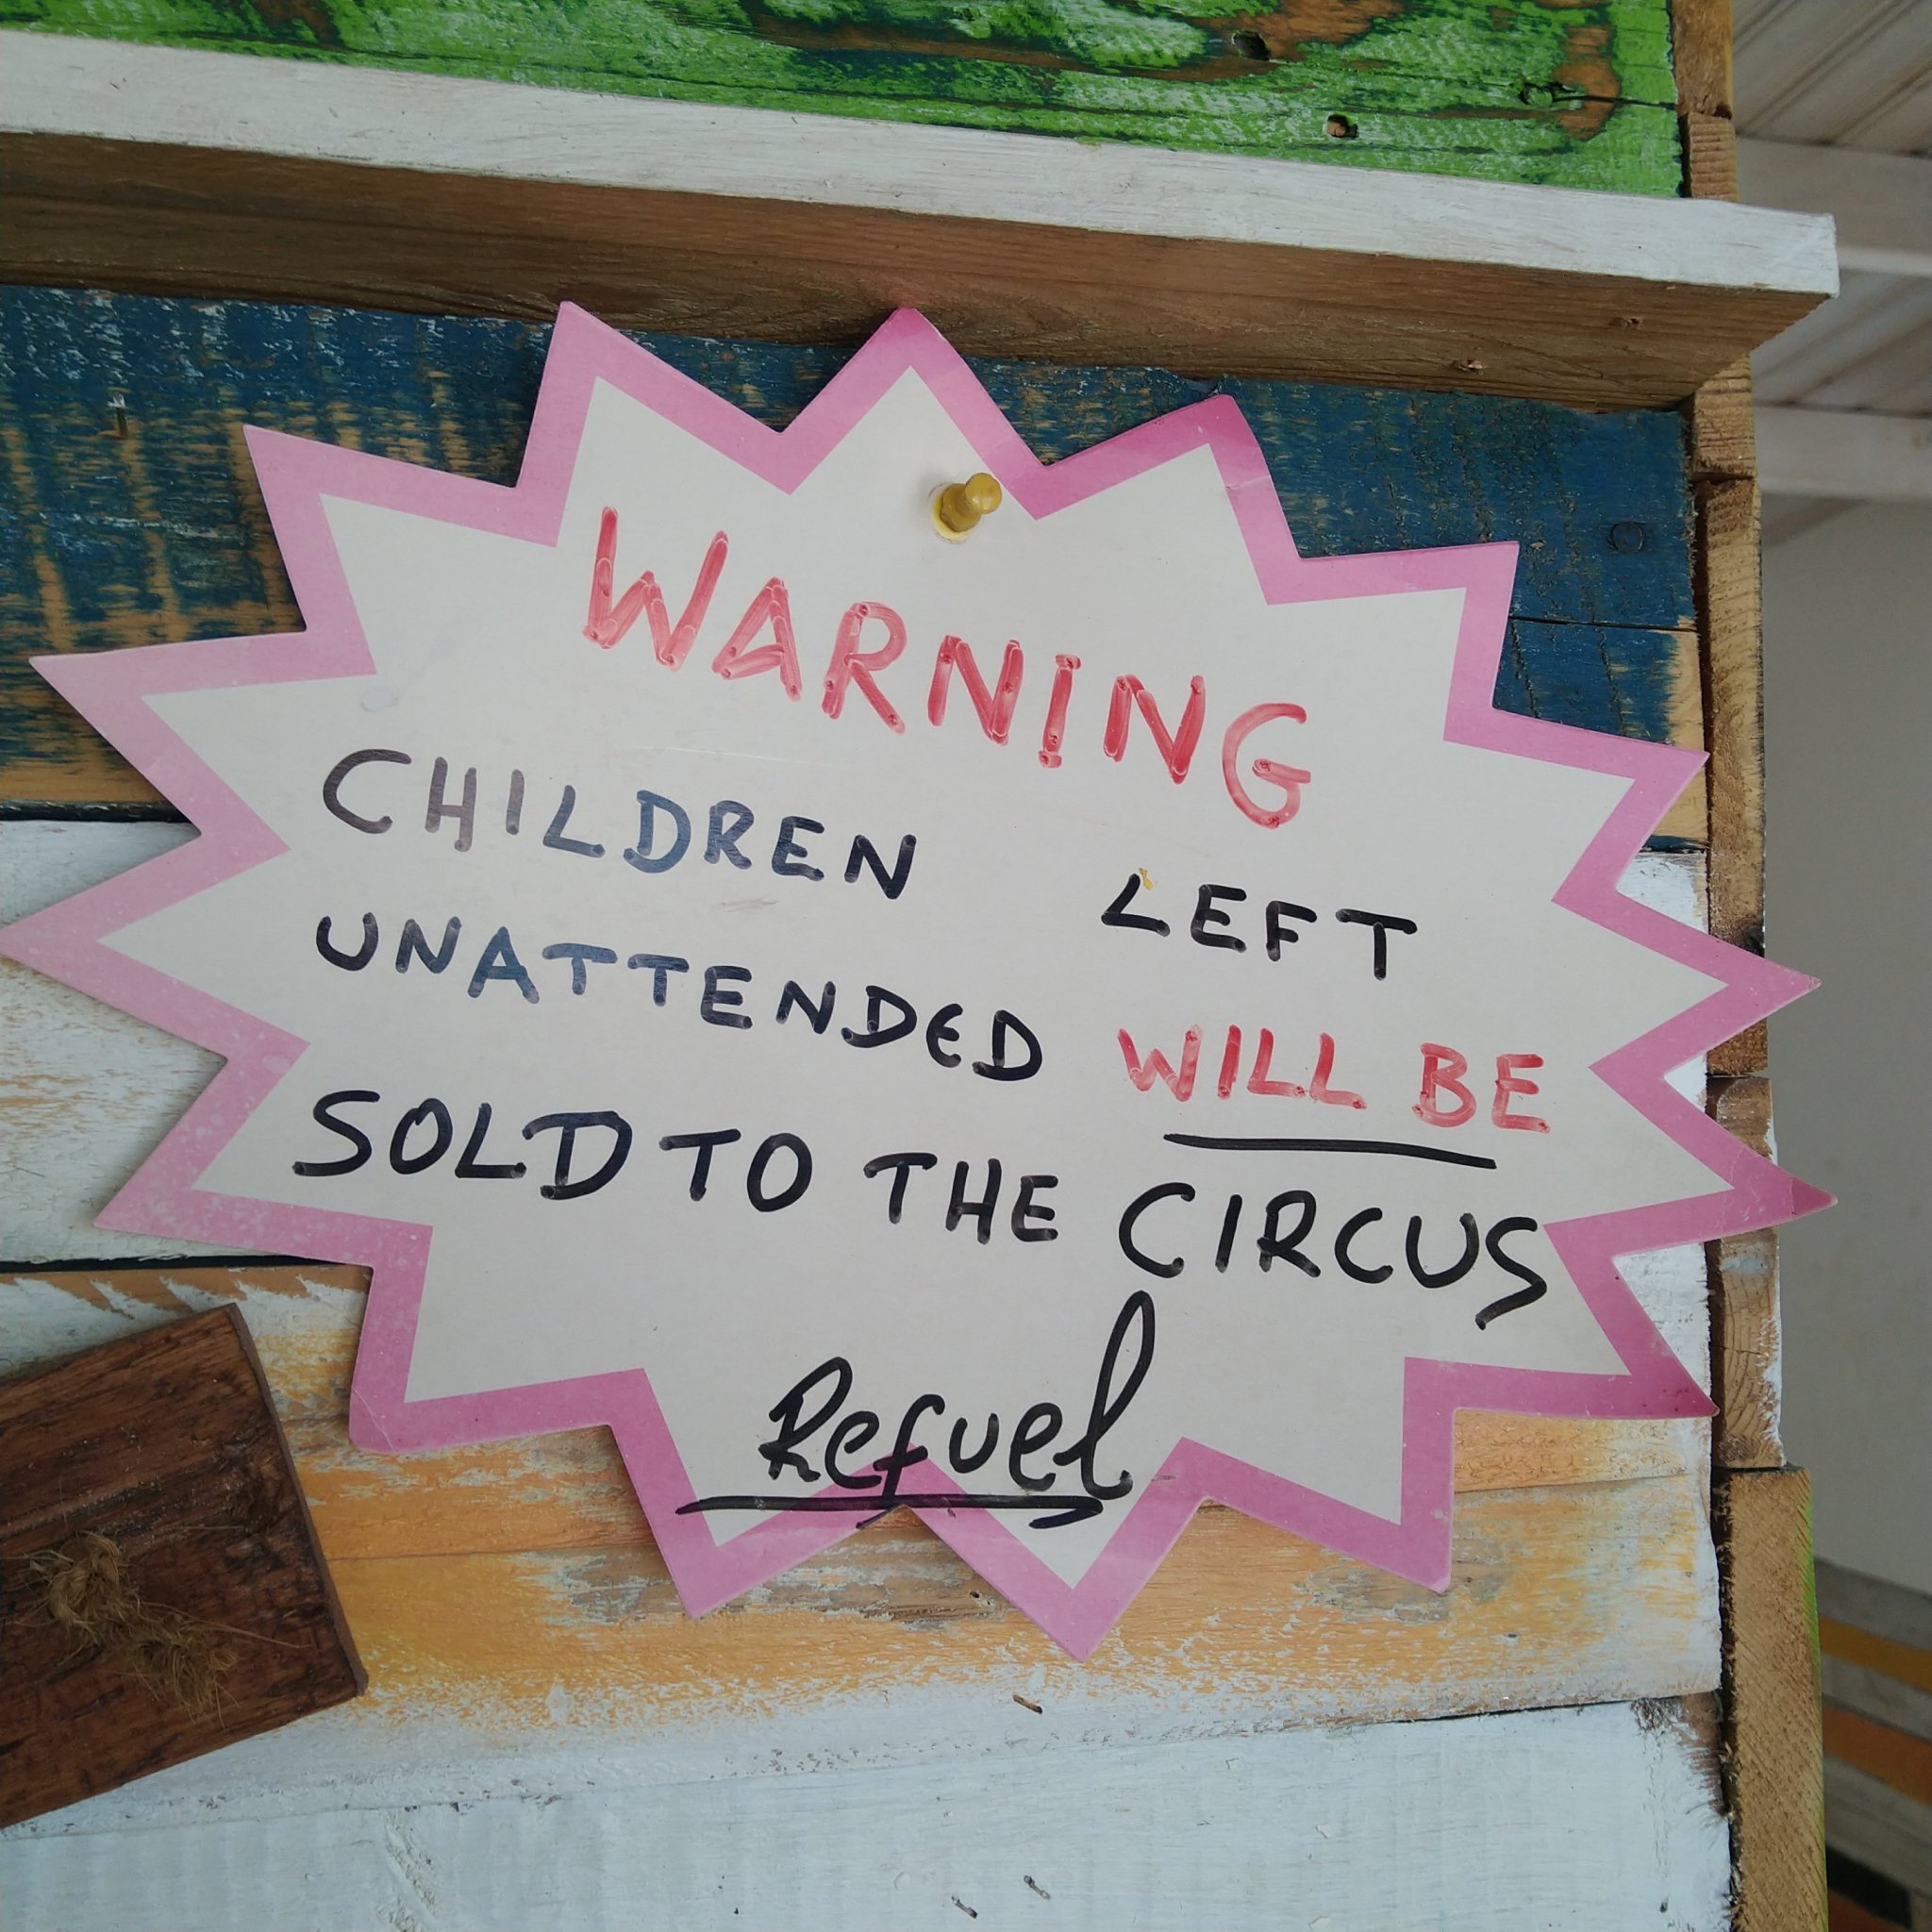 WARNING
CHILDREN LEFT
UNATTENDED WILL BE
SOLD TO THE CIRCUS
Refuel